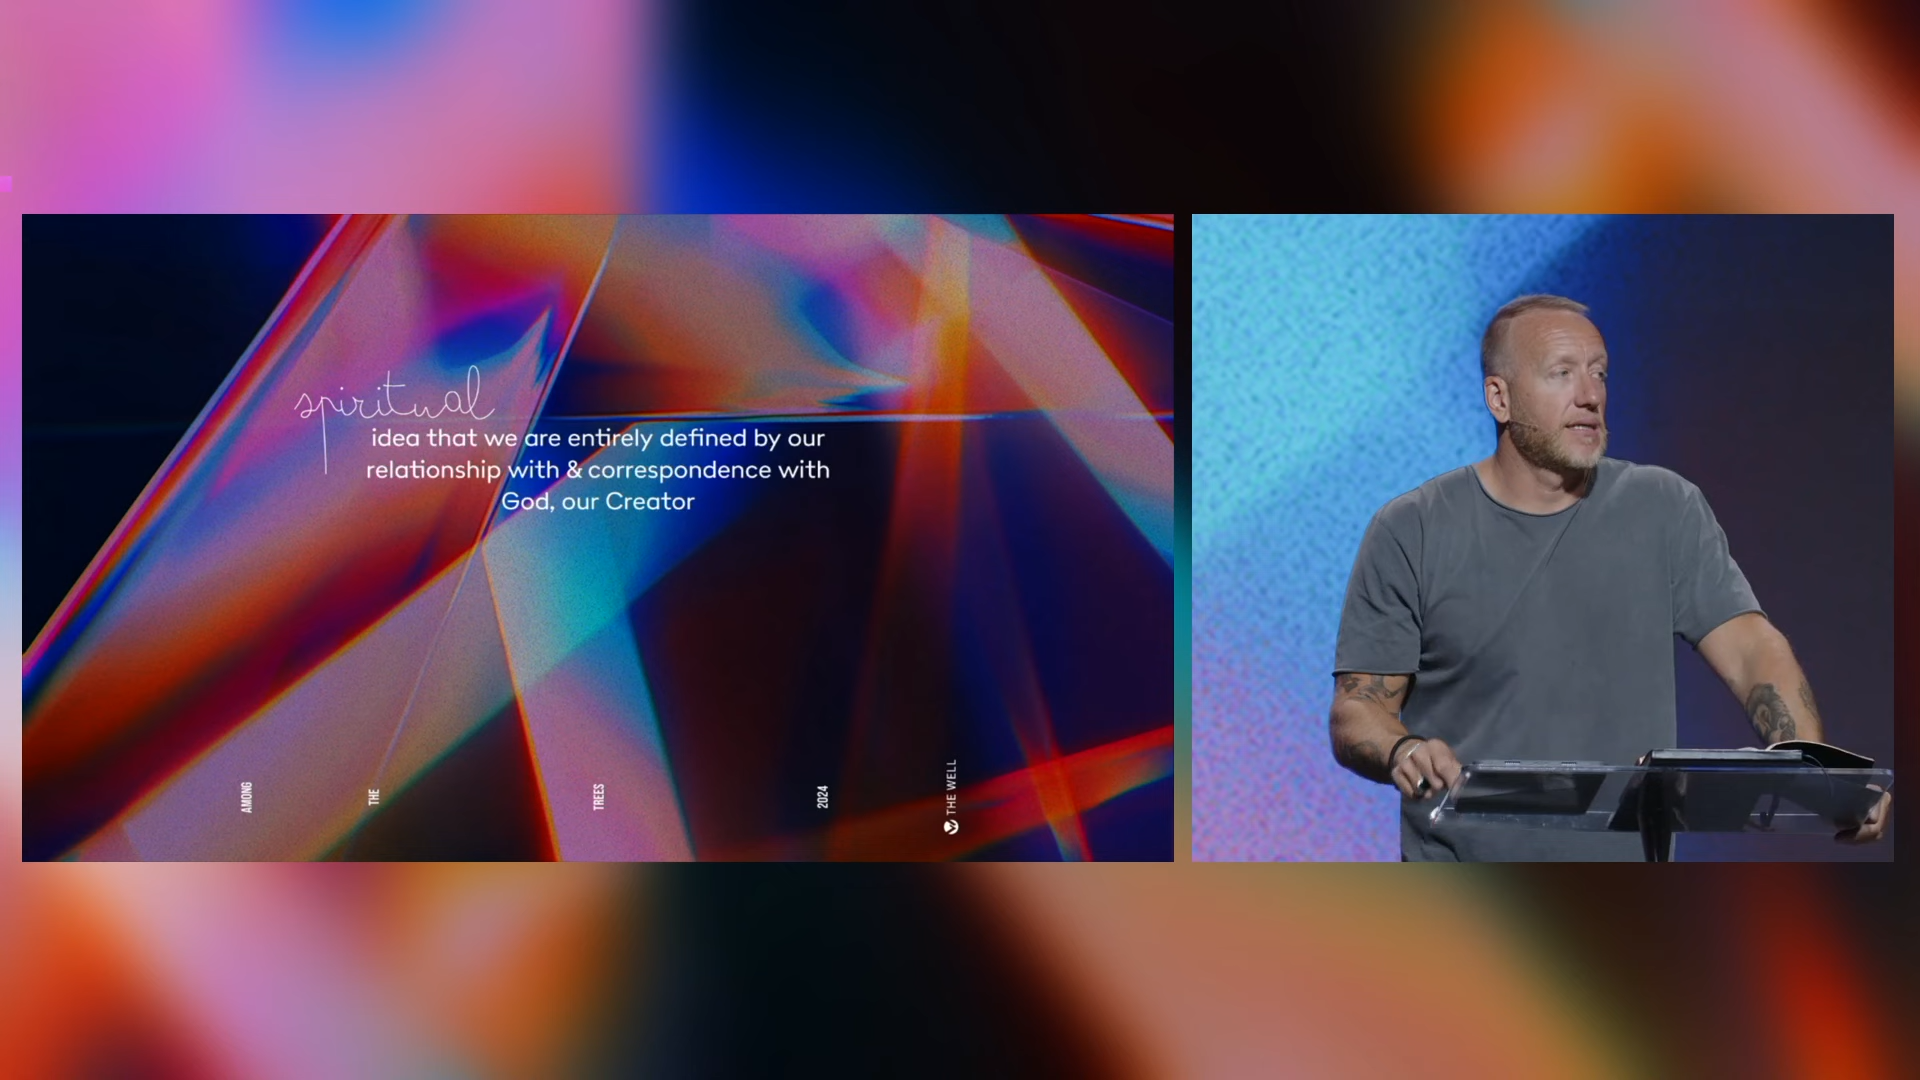 spiritual
idea that we are entirely defined by our
relationship with & correspondence with
God, our Creator
AMONG
THE
TREES
2024
THE WELL